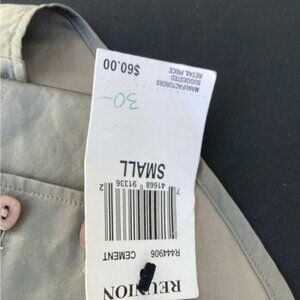 REUNION
R444906 CEMENT
7 41668 91336 2
SMALL
30-
MANUFACTURERS
SUGGESTED
RETAIL PRICE
$60.00